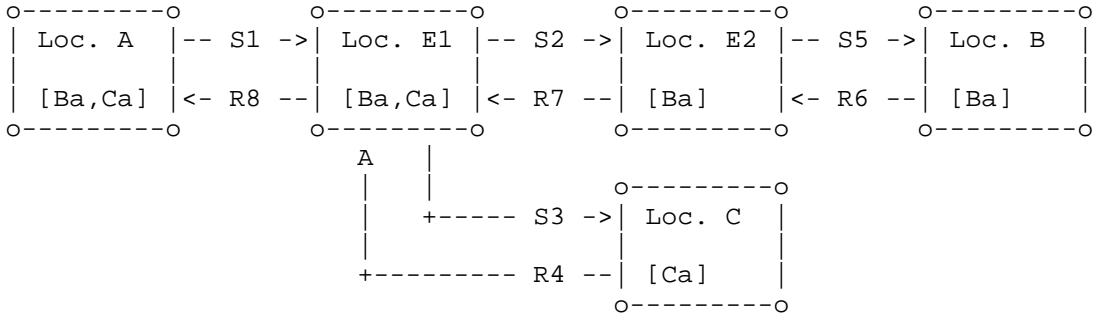 o---------o         o---------o         o---------o         o---------o
| Loc. A  |-- S1 ->| Loc. E1 |-- S2 ->| Loc. E2 |-- S5 ->| Loc. B  |
|         |         |         |         |         |         |         |
| [Ba,Ca] |<- R8 --| [Ba,Ca] |<- R7 --| [Ba]    |<- R6 --| [Ba]    |
o---------o         o---------o         o---------o         o---------o
A    |
|    |                o---------o
|    +----- S3 ->| Loc. C  |
|                     |         |
+--------- R4 --| [Ca]    |
o---------o